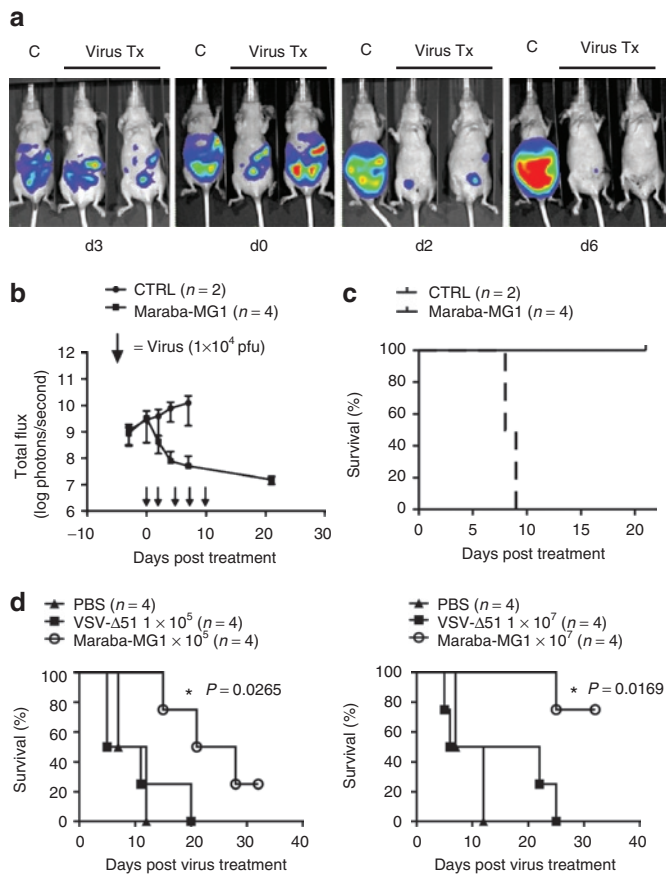 a
C Virus Tx C Virus Tx C Virus Tx C Virus Tx
d3 d0 d2 d6
b
CTRL (n = 2)
Maraba-MG1 (n = 4)
= Virus (1×10⁴ pfu)
Total flux
(log photons/second)
12
11
10
9
8
7
6
−10 0 10 20 30
Days post treatment
c
CTRL (n = 2)
Maraba-MG1 (n = 4)
Survival (%)
100
80
60
40
20
0
0 5 10 15 20
Days post treatment
d
PBS (n = 4)
VSV-Δ51 1 × 10⁵ (n = 4)
Maraba-MG1 × 10⁵ (n = 4)
Survival (%)
100
80
60
40
20
0
* P = 0.0265
0 10 20 30 40
Days post virus treatment
PBS (n = 4)
VSV-Δ51 1 × 10⁷ (n = 4)
Maraba-MG1 × 10⁷ (n = 4)
Survival (%)
100
80
60
40
20
0
* P = 0.0169
0 10 20 30 40
Days post virus treatment